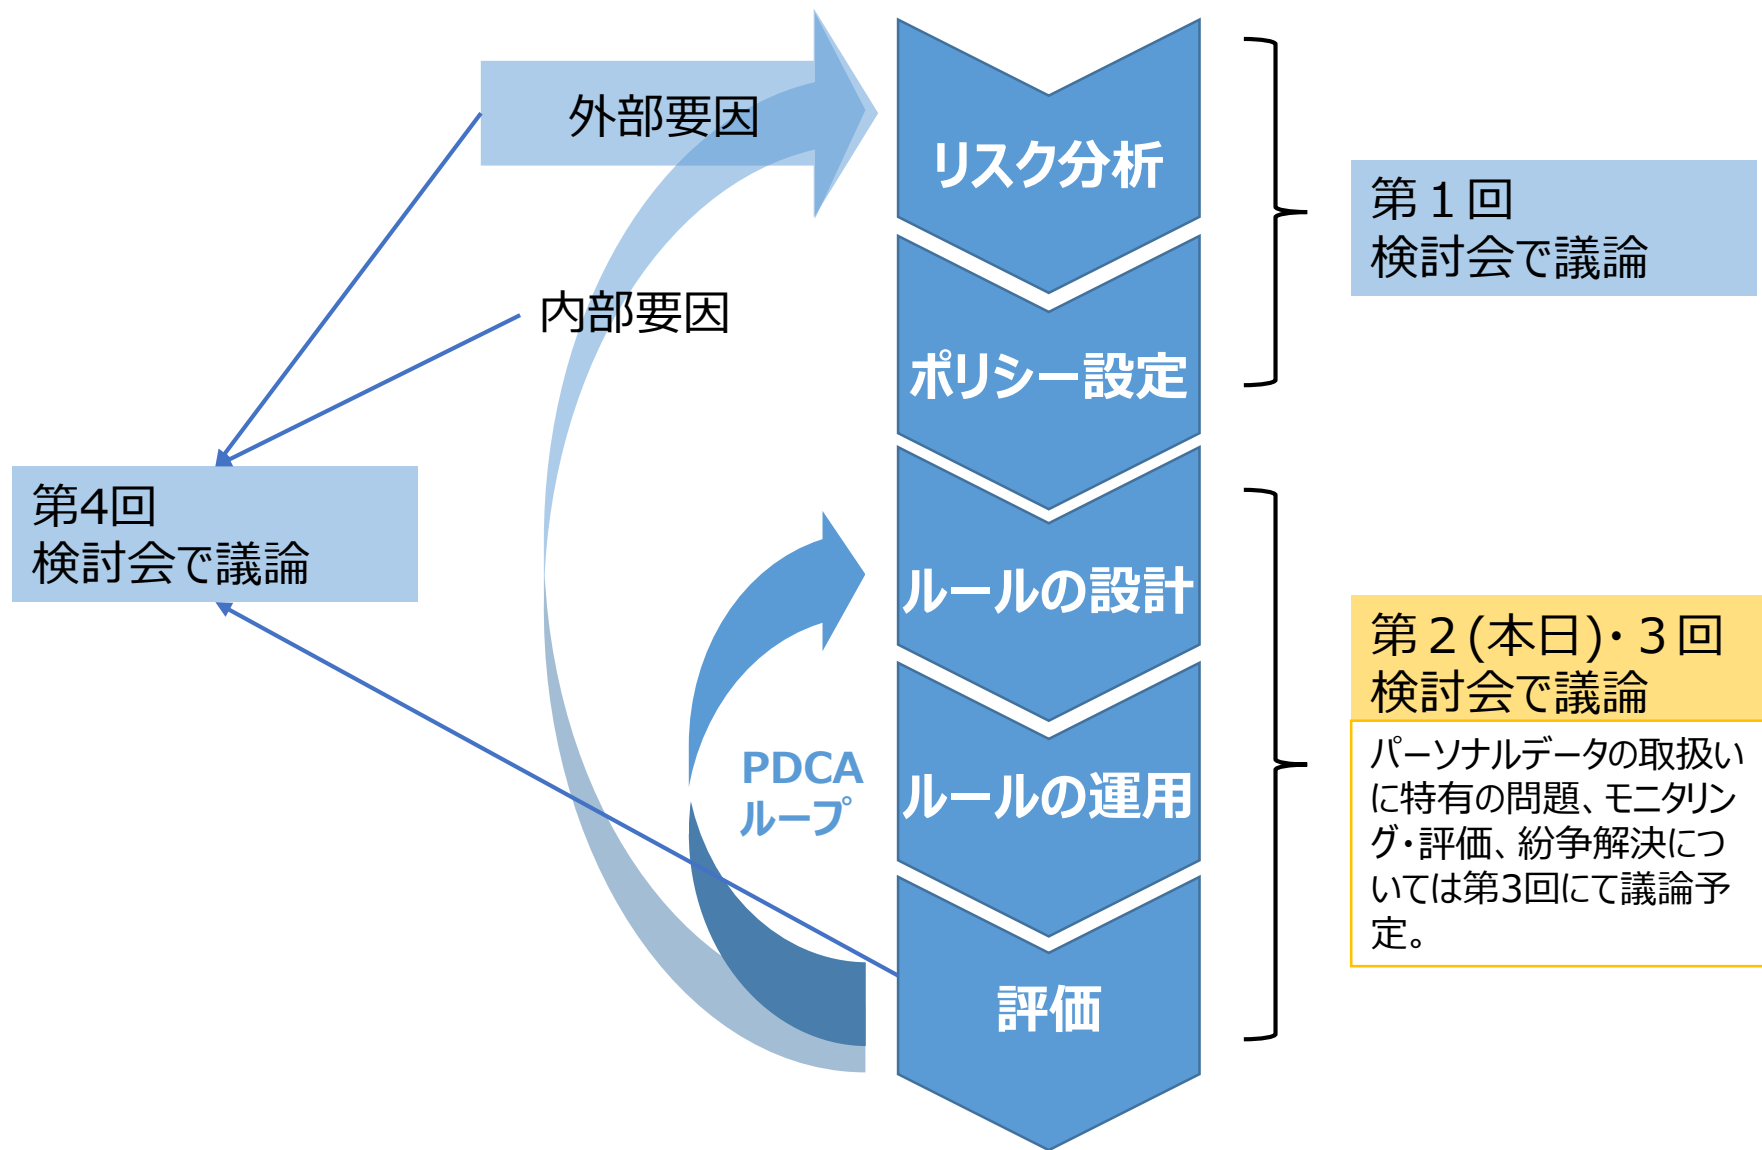 外部要因
内部要因
第4回
検討会で議論
PDCA
ループ
リスク分析
ポリシー設定
ルールの設計
ルールの運用
評価
第１回
検討会で議論
第２(本日)・３回
検討会で議論
パーソナルデータの取扱い
に特有の問題、モニタリン
グ・評価、紛争解決につ
いては第3回にて議論予
定。